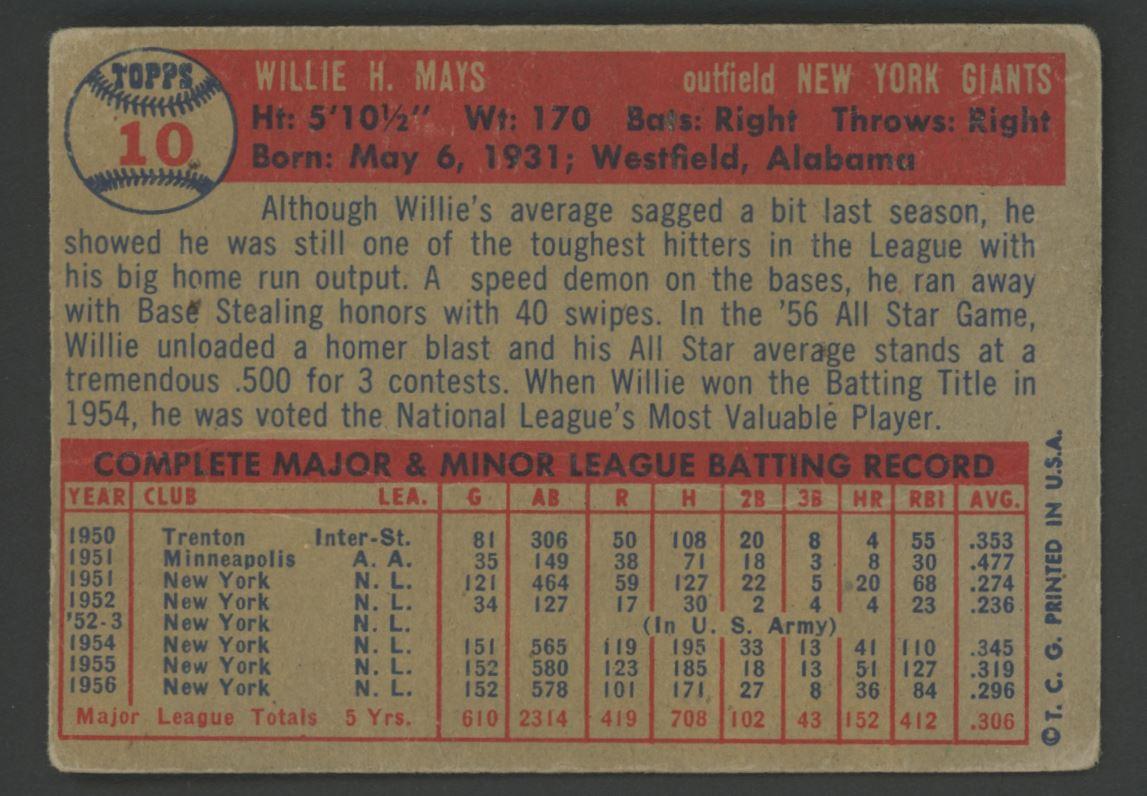 TOPPS
10
WILLIE H. MAYS outfield NEW YORK GIANTS
Ht: 5'10½" Wt: 170 Bats: Right Throws: Right
Born: May 6, 1931; Westfield, Alabama
Although Willie's average sagged a bit last season, he
showed he was still one of the toughest hitters in the League with
his big home run output. A speed demon on the bases, he ran away
with Base Stealing honors with 40 swipes. In the '56 All Star Game,
Willie unloaded a homer blast and his All Star average stands at a
tremendous .500 for 3 contests. When Willie won the Batting Title in
1954, he was voted the National League's Most Valuable Player.
COMPLETE MAJOR & MINOR LEAGUE BATTING RECORD
YEAR CLUB LEA. G AB R H 2B 3B HR RBI AVG.
1950 Trenton Inter-St. 81 306 50 108 20 8 4 55 .353
1951 Minneapolis A. A. 35 149 38 71 18 3 8 30 .477
1951 New York N. L. 121 464 59 127 22 5 20 68 .274
1952 New York N. L. 34 127 17 30 2 4 4 23 .236
'52-3 New York N. L. (In U. S. Army)
1954 New York N. L. 151 565 119 195 33 13 41 110 .345
1955 New York N. L. 152 580 123 185 18 13 51 127 .319
1956 New York N. L. 152 578 101 171 27 8 36 84 .296
Major League Totals 5 Yrs. 610 2314 419 708 102 43 152 412 .306
©T. C. G. PRINTED IN U.S.A.